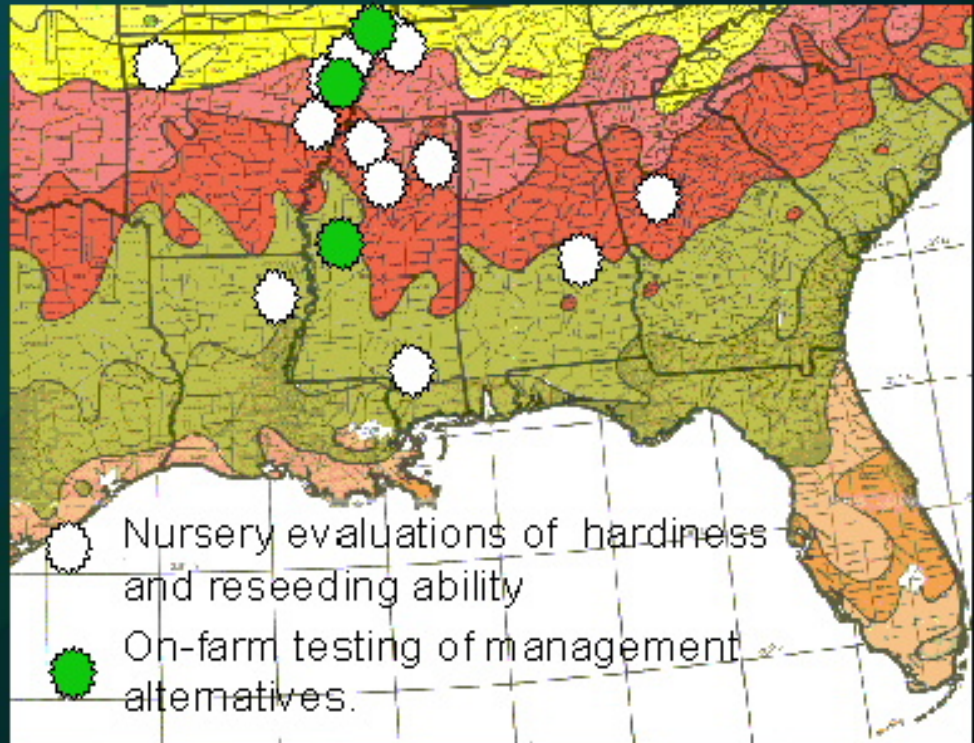 Nursery evaluations of hardiness
and reseeding ability
On-farm testing of management
alternatives.